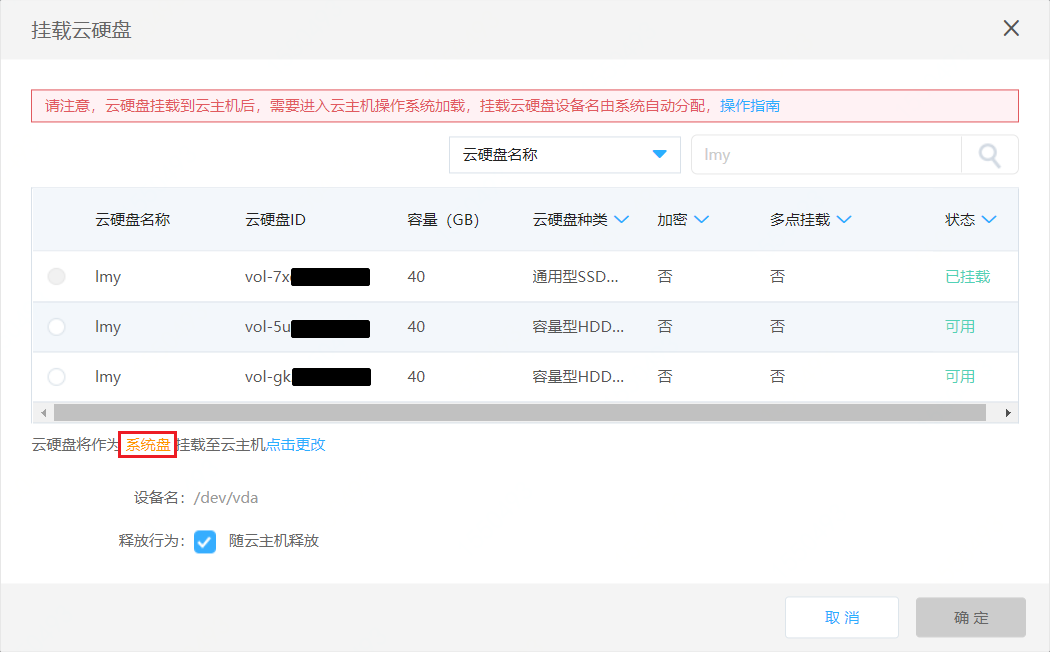 挂载云硬盘
请注意，云硬盘挂载到云主机后，需要进入云主机操作系统加载，挂载云硬盘设备名由系统自动分配，操作指南
云硬盘名称 lmy
云硬盘名称 云硬盘ID 容量（GB） 云硬盘种类 加密 多点挂载 状态
lmy vol-7x 40 通用型SSD... 否 否 已挂载
lmy vol-5u 40 容量型HDD... 否 否 可用
lmy vol-gk 40 容量型HDD... 否 否 可用
云硬盘将作为 系统盘 挂载至云主机点击更改
设备名： /dev/vda
释放行为： 随云主机释放
取 消 确 定